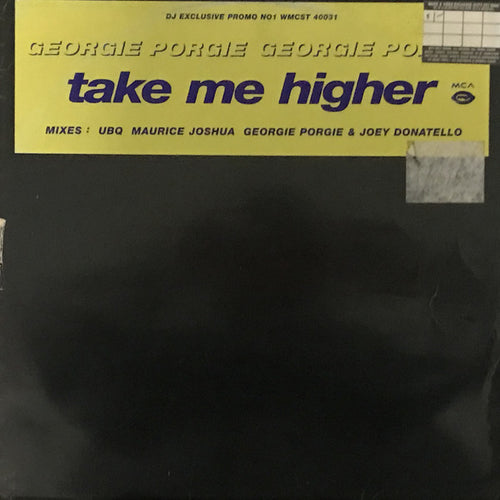 DJ EXCLUSIVE PROMO NO1 WMCST 40031
GEORGIE PORGIE GEORGIE PO
take me higher
MCA
MIXES : UBQ MAURICE JOSHUA GEORGIE PORGIE & JOEY DONATELLO